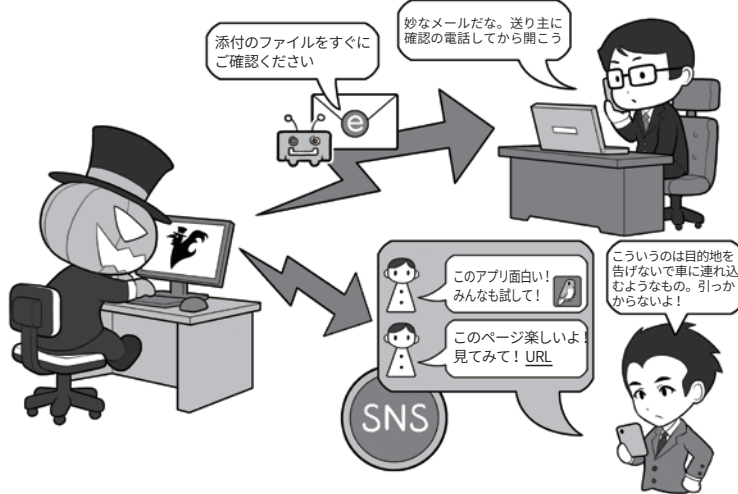 添付のファイルをすぐに
ご確認ください
妙なメールだな。送り主に
確認の電話してから開こう
e
このアプリ面白い！
みんなも試して！
このページ楽しいよ！
見てみて！URL
SNS
こういうのは目的地を
告げないで車に連れ込
むようなもの。引っか
からないよ！